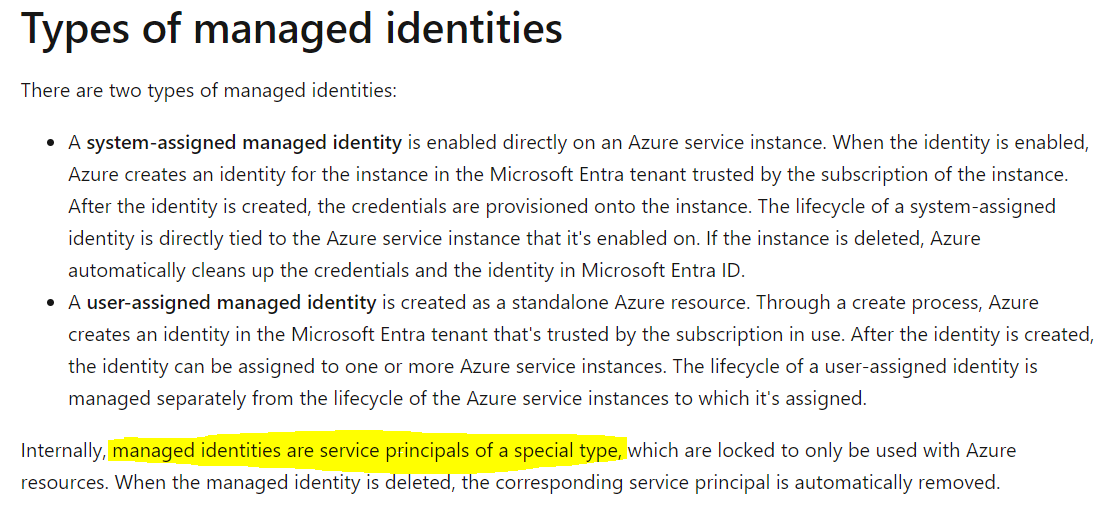 Types of managed identities
There are two types of managed identities:
• A system-assigned managed identity is enabled directly on an Azure service instance. When the identity is enabled,
Azure creates an identity for the instance in the Microsoft Entra tenant trusted by the subscription of the instance.
After the identity is created, the credentials are provisioned onto the instance. The lifecycle of a system-assigned
identity is directly tied to the Azure service instance that it's enabled on. If the instance is deleted, Azure
automatically cleans up the credentials and the identity in Microsoft Entra ID.
• A user-assigned managed identity is created as a standalone Azure resource. Through a create process, Azure
creates an identity in the Microsoft Entra tenant that's trusted by the subscription in use. After the identity is created,
the identity can be assigned to one or more Azure service instances. The lifecycle of a user-assigned identity is
managed separately from the lifecycle of the Azure service instances to which it's assigned.
Internally, managed identities are service principals of a special type, which are locked to only be used with Azure
resources. When the managed identity is deleted, the corresponding service principal is automatically removed.